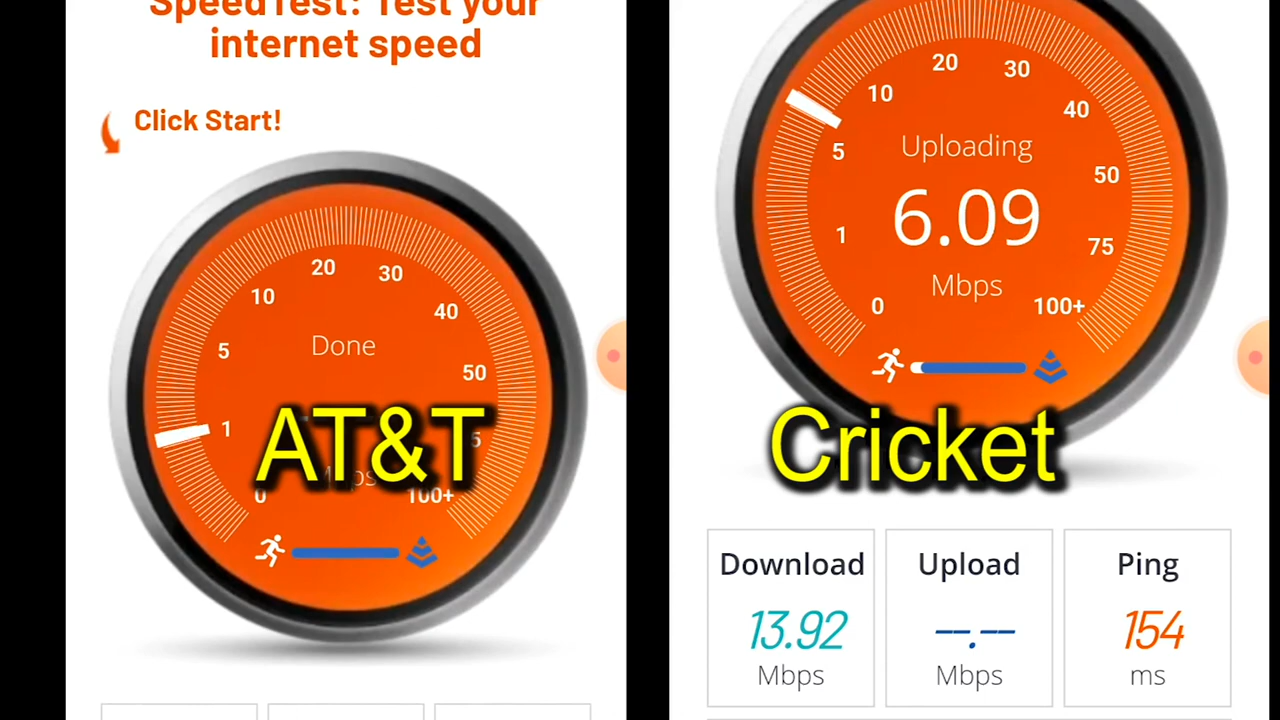 SpeedTest: Test your
internet speed
Click Start!
20
30
10
40
5
50
Done
1
AT&T
0
100+
20
30
10
40
5
Uploading
50
6.09
1
75
Mbps
0
100+
Cricket
Download
Upload
Ping
13.92
--.--
154
Mbps
Mbps
ms